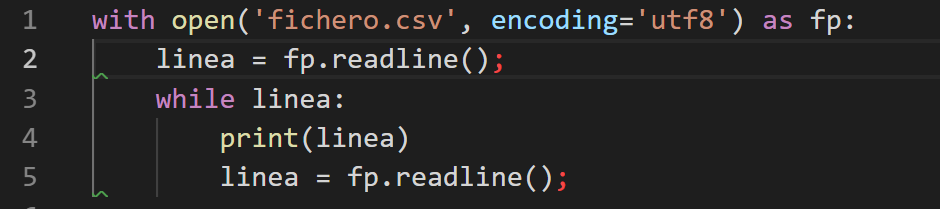 1 with open('fichero.csv', encoding='utf8') as fp:
2     linea = fp.readline();
3     while linea:
4         print(linea)
5         linea = fp.readline();